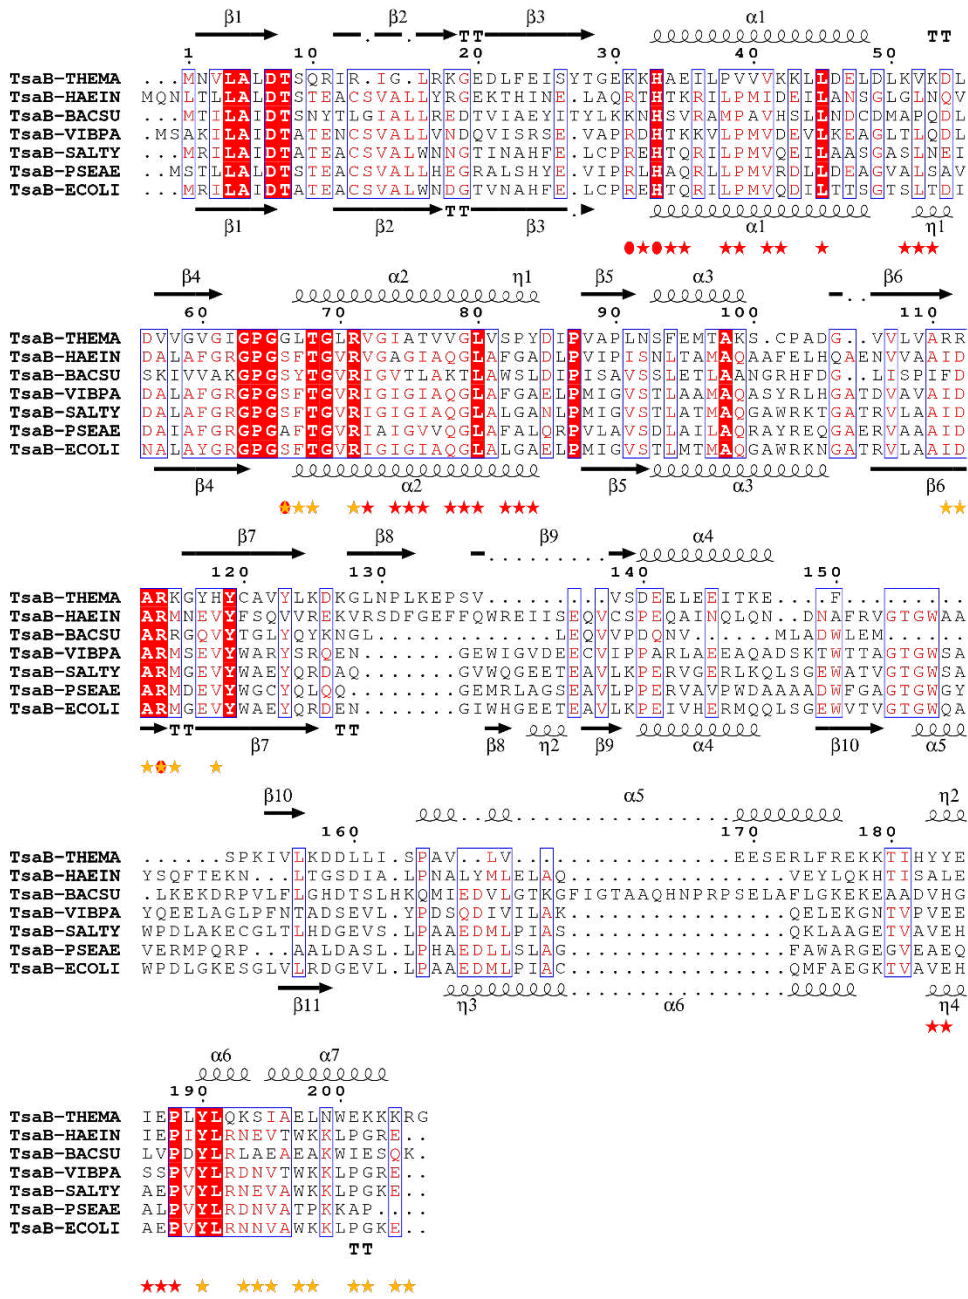 β1 β2 β3 α1
TT TT
1 10 20 30 40 50
TsaB-THEMA ...MNVLALDTSQRIR.IG.LRKGEDLFEISYTGEKKHAEILPVVVKKLLDELDLKVKDL
TsaB-HAEIN MQNLTLLALDTSTEACSVALLYRGEKTHINE.LAQRTHTKRILPMIDEILANSGLGLNQV
TsaB-BACSU ...MTILAIDTSNYTLGIALLREDTVIAEYITYLKKNHSVRAMPAVHSLLNDCDMAPQDL
TsaB-VIBPA .MSAKILAIDTATENCSVALLVNDQVISRSE.VAPRDHTKKVLPMVDEVLKEAGLTLQDL
TsaB-SALTY ...MRILAIDTATEACSVALWNNGTINAHFE.LCPREHTQRILPMVQEILAASGASLNEI
TsaB-PSEAE ..MSTLLALDTSTEACSVALLHEGRALSHYE.VIPRLHAQRLLPMVRDLLDEAGVALSAV
TsaB-ECOLI ...MRILAIDTATEACSVALWNDGTVNAHFE.LCPREHTQRILPMVQDILTTSGTSLTDI
TT
β1 β2 β3 α1 η1
β4 α2 η1 β5 α3 β6
60 70 80 90 100 110
TsaB-THEMA DVVGVGIGPGGLTGLRVGIATVVGLVSPYDIPVAPLNSFEMTAKS.CPADG..VVLVARR
TsaB-HAEIN DALAFGRGPGSFTGVRIGAGIAQGLAFGADLPVIPVSNLTAMAQAAFELHQAENVVAAID
TsaB-BACSU SKIVVAKGPGSYTGVRIGVTLAKTLAWSLDIPISAVSSLETLAANGRHFDG..LISPIFD
TsaB-VIBPA DALAFGRGPGSFTGVRIGIGIAQGLAFGAELPMIGVSTLAAMAQASYRLHGATDVAVAID
TsaB-SALTY DALAFGRGPGSFTGVRIGIGIAQGLALGANLPMIGVSTLATMAQGAWRKTGATRVLAAID
TsaB-PSEAE DAIAFGRGPGAFTGVRIAIGVVQGLAFALQRPVLAVSDLAILAQRAYREQGAERVAAAID
TsaB-ECOLI NALAYGRGPGSFTGVRIGIGIAQGLALGAELPMIGVSTLMTMAQGAWRKNGATRVLAAID
β4 α2 β5 α3 β6
β7 β8 β9 α4
120 130 140 150
TsaB-THEMA ARKGYHYCAVYLKDKGLNPLKEPSV.......VVSDEELEEITKE....F....
TsaB-HAEIN ARMNEVYFSQVVREKVRSDFGEFFQWREIISEQVCSPEQAINQLQN..DNAFRVGTGWAA
TsaB-BACSU ARRGQVYTGLYQYKNGL..............LEQVVPDQNV......MLADWLEM....
TsaB-VIBPA ARMSEVYWARYSRQEN.........GEWIGVDEECVIPPARLAEEAQADSKTWTTAGTGWSA
TsaB-SALTY ARMGEVYWAEYQRDAQ.........GVWQGEETEAVLKPERVGERLKQLSGEWATVGTGWSA
TsaB-PSEAE ARMDEVYWGCYQLQQ..........GEMRLAGSEAVLPPERVAVPWDAAAADWFGAGTGWGY
TsaB-ECOLI ARMGEVYWAEYQRDEN.........GIWHGEETEAVLKPEIVHERMQQLSGEWVTVGTGWQA
TT TT
β7 β8 η2 β9 α4 β10 α5
β10 α5 η2
160 170 180
TsaB-THEMA ......SPKIVLKDDLLI.SPAV..LV................EESERLFREKKTIHYYE
TsaB-HAEIN YSQFTEKN...LTGSDIA.LPNALYMLELAQ................VEYLQKHTISALE
TsaB-BACSU .LKEKDRPVLFLGHDTSLHKQMIEDVLGTKGFIGTAAQHNPRPSELAFLGKEKEAADVHG
TsaB-VIBPA YQEELAGLPFNTADSEVL.YPDSQDIVILAK................QELEKGNTVPVEE
TsaB-SALTY WPDLAKECGLTLHDGEVS.LPAAEDMLPIAS................QKLAAGETVAVEH
TsaB-PSEAE VERMPQRP...AALDASL.LPHAEDLLSLAG................FAWARGEGVEAEQ
TsaB-ECOLI WPDLGKESGLVLRDGEVL.LPAAEDMLPIAC................QMFAEGKTVAVEH
β11 η3 α6 η4
α6 α7
190 200
TsaB-THEMA IEPLYLQKSIAELNWEKKKRG
TsaB-HAEIN IEPIYLRNEVTWKKLPGRE..
TsaB-BACSU LVPDYLRLAEAEAKWIESQK.
TsaB-VIBPA SSPVYLRDNVTWKKLPGKE..
TsaB-SALTY AEPVYLRNEVAWKKLPGKE..
TsaB-PSEAE ALPVYLRDNVATPKKAP....
TsaB-ECOLI AEPVYLRNNVAWKKLPGKE..
TT